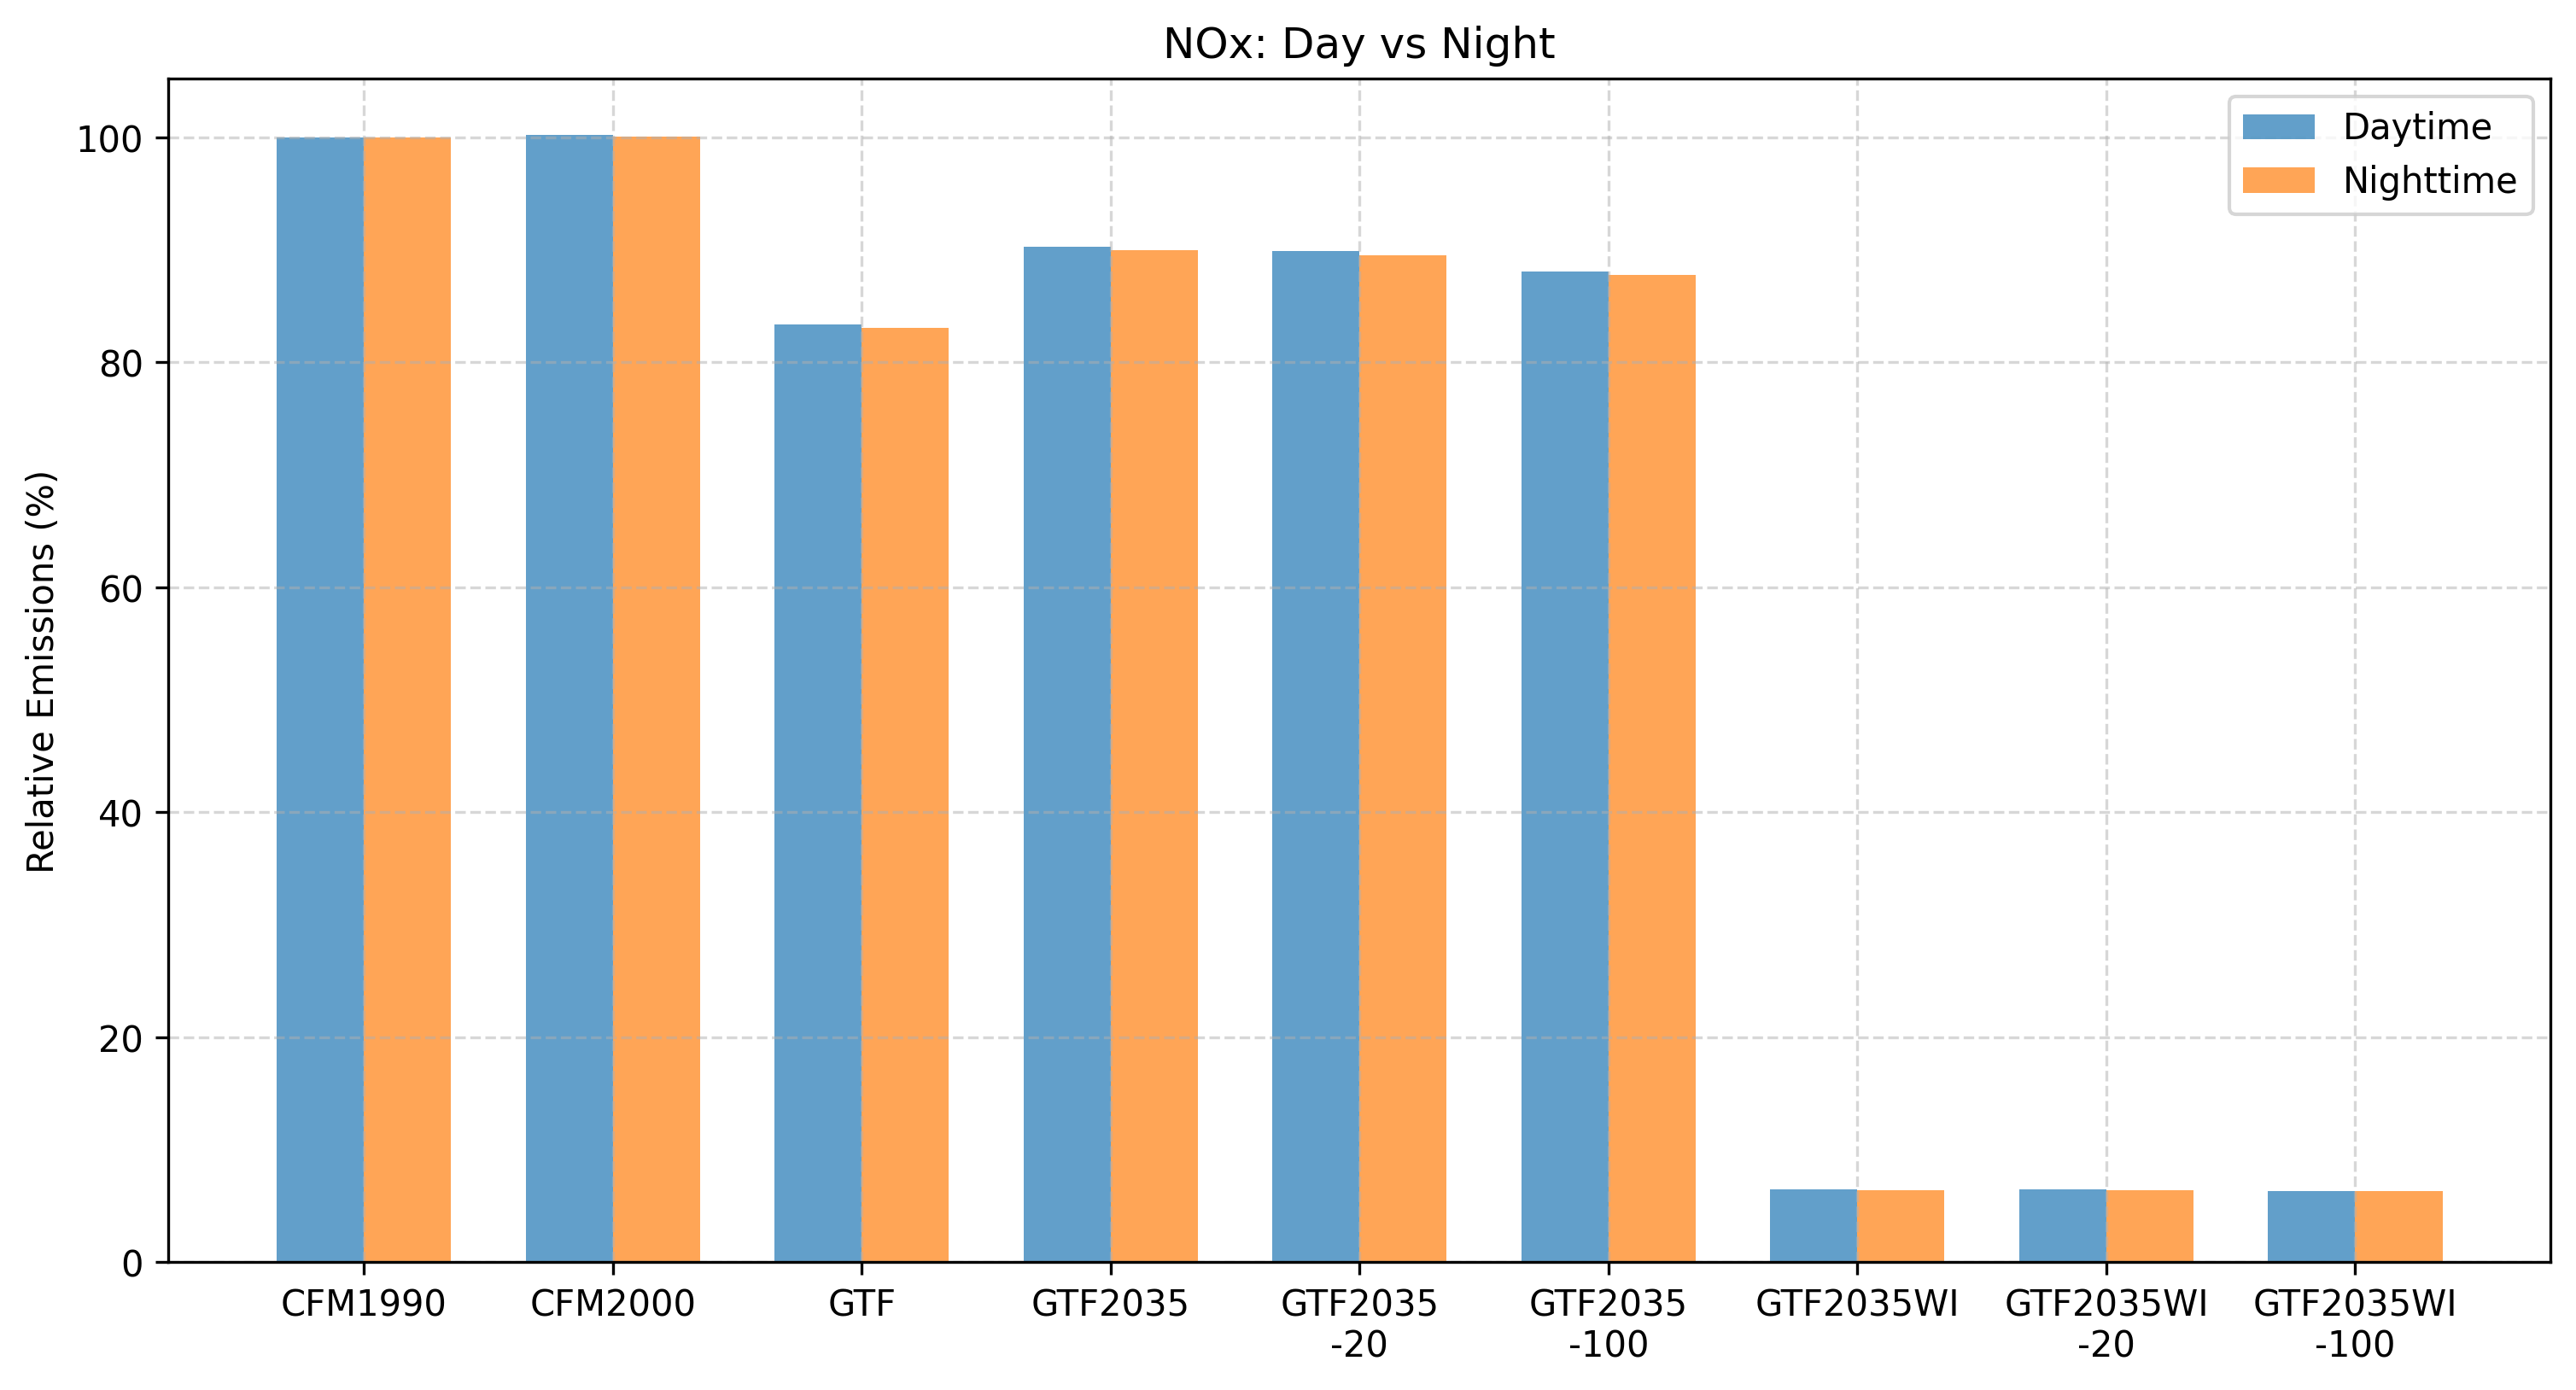 NOx: Day vs Night
Daytime
Nighttime
Relative Emissions (%)
100
80
60
40
20
0
CFM1990
CFM2000
GTF
GTF2035
GTF2035
-20
GTF2035
-100
GTF2035WI
GTF2035WI
-20
GTF2035WI
-100